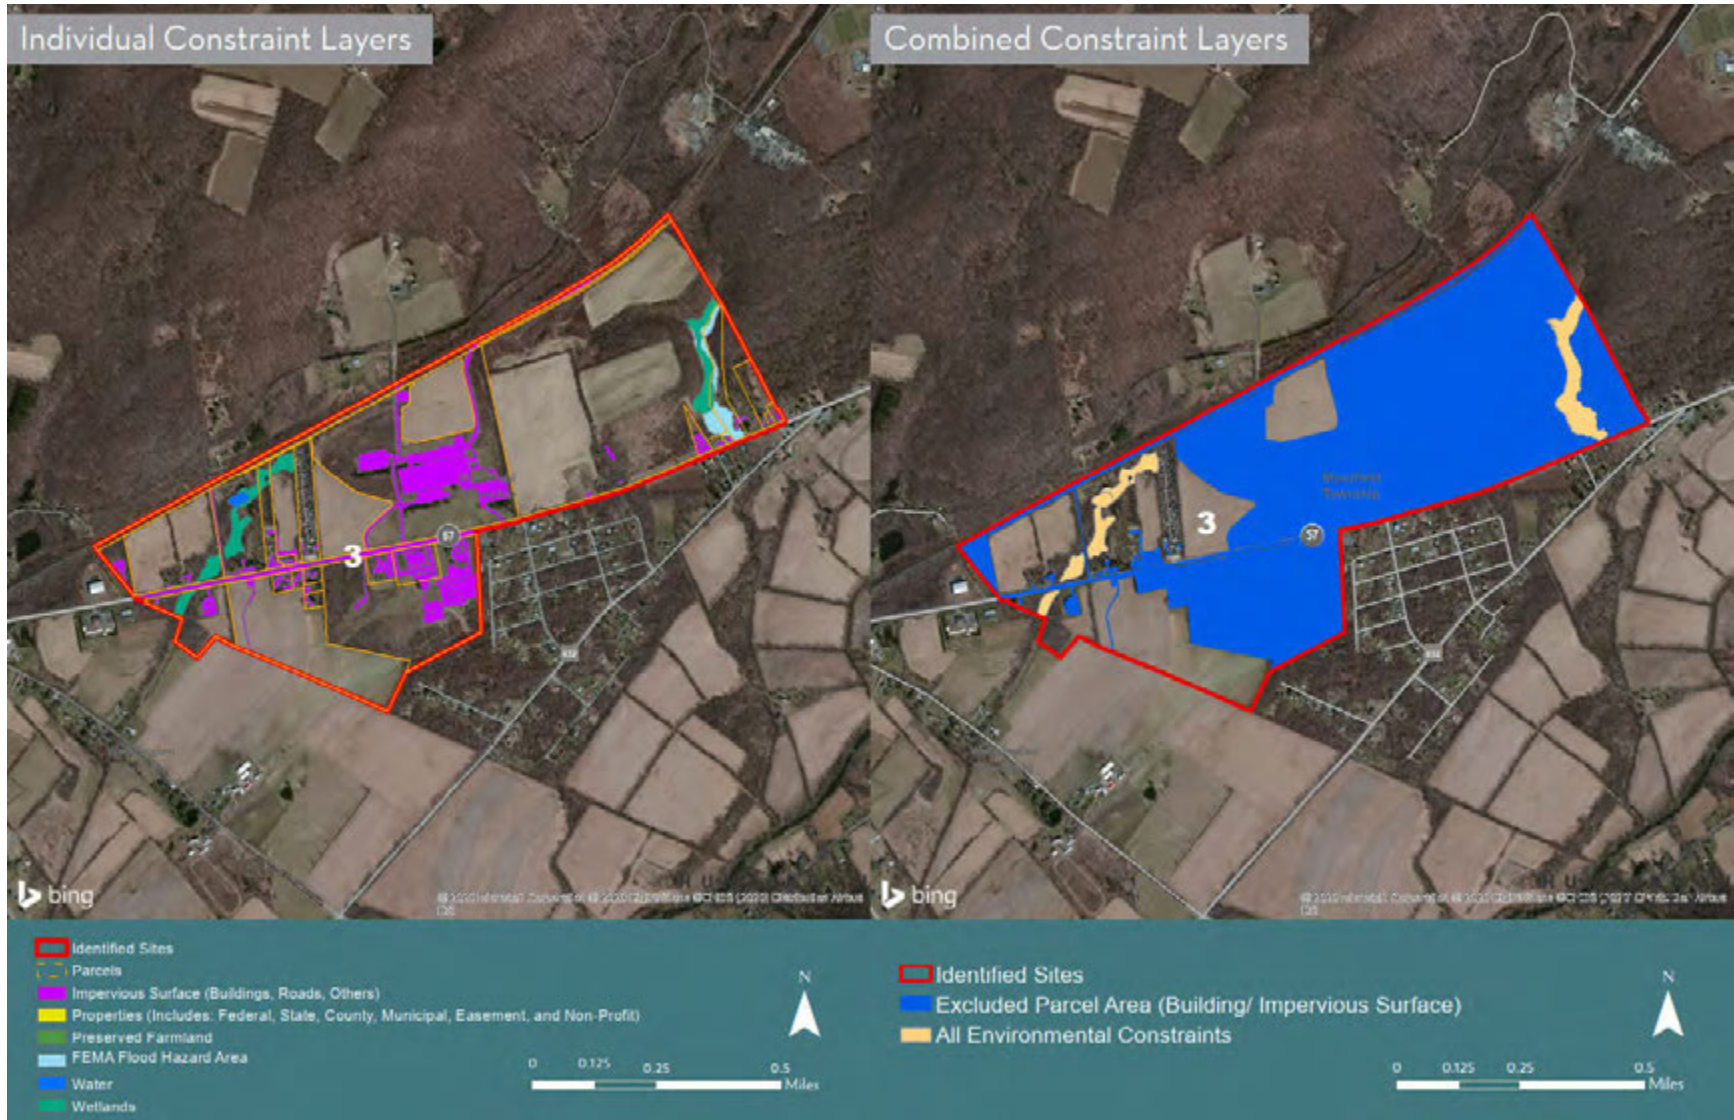 Individual Constraint Layers
Combined Constraint Layers
3
57
632
bing
3
57
632
Township
bing
Identified Sites
Parcels
Impervious Surface (Buildings, Roads, Others)
Properties (Includes: Federal, State, County, Municipal, Easement, and Non-Profit)
Preserved Farmland
FEMA Flood Hazard Area
Water
Wetlands
N
0 0.125 0.25 0.5
Miles
Identified Sites
Excluded Parcel Area (Building/ Impervious Surface)
All Environmental Constraints
N
0 0.125 0.25 0.5
Miles